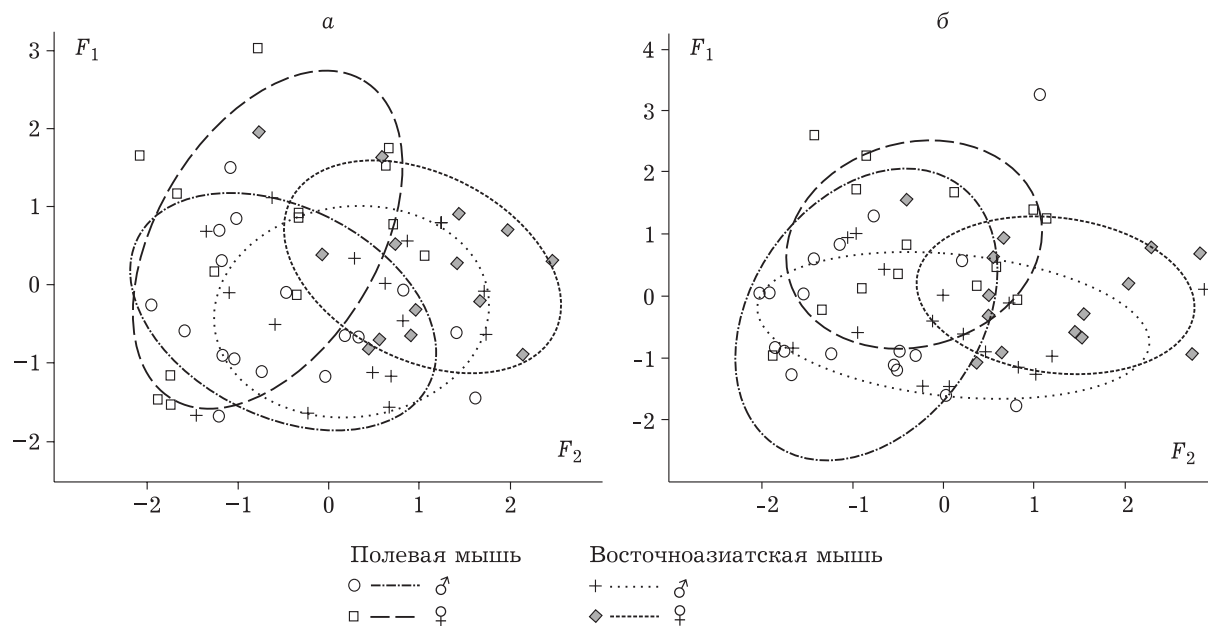 а
б
F1
F1
3
2
1
0
−1
−2
4
3
2
1
0
-1
-2
F2
F2
−2 −1 0 1 2
-2 -1 0 1 2
Полевая мышь
Восточноазиатская мышь
♂
♂
♀
♀